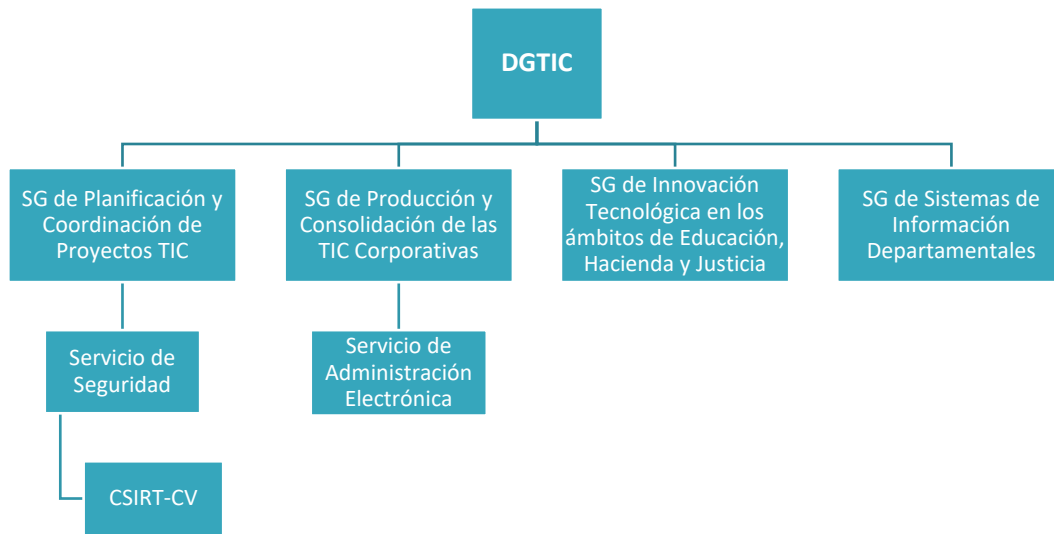 DGTIC
SG de Planificación y
Coordinación de
Proyectos TIC
SG de Producción y
Consolidación de las
TIC Corporativas
SG de Innovación
Tecnológica en los
ámbitos de Educación,
Hacienda y Justicia
SG de Sistemas de
Información
Departamentales
Servicio de
Seguridad
Servicio de
Administración
Electrónica
CSIRT-CV